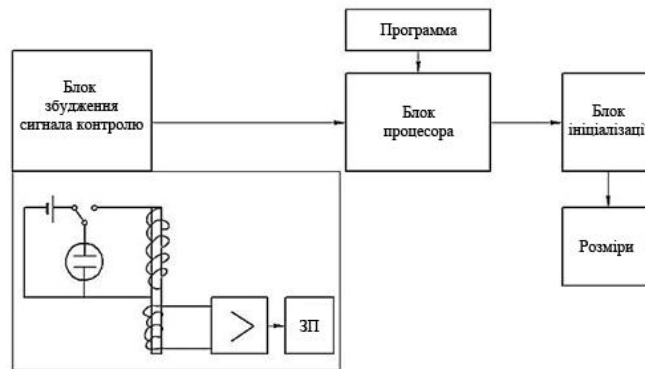 Программа
Блок
збудження
сигнала контролю
Блок
процесора
Блок
ініціалізаці
Розміри
ЗП